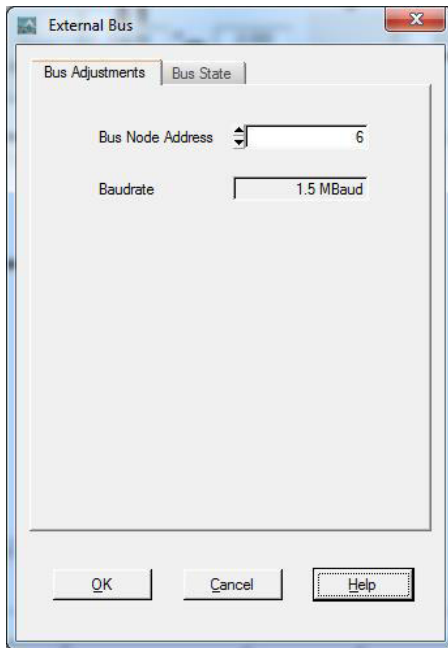 External Bus
Bus Adjustments Bus State
Bus Node Address 6
Baudrate 1.5 MBaud
OK Cancel Help